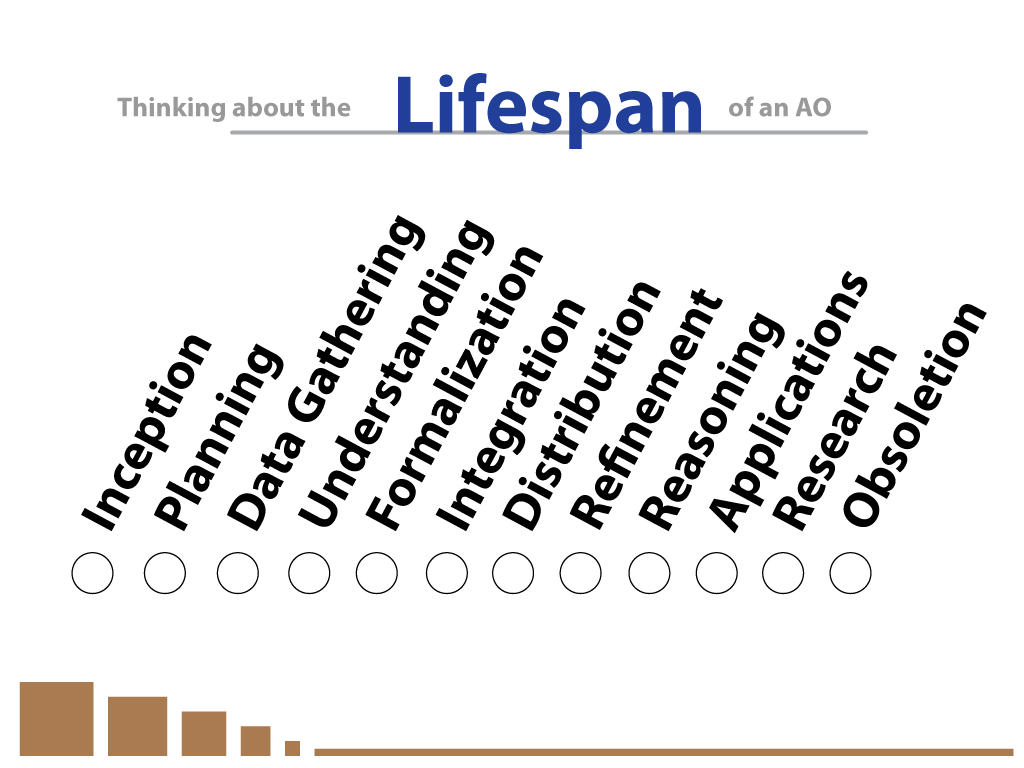 Thinking about the Lifespan of an AO
Inception
Planning
Data Gathering
Understanding
Formalization
Integration
Distribution
Refinement
Reasoning
Applications
Research
Obsoletion